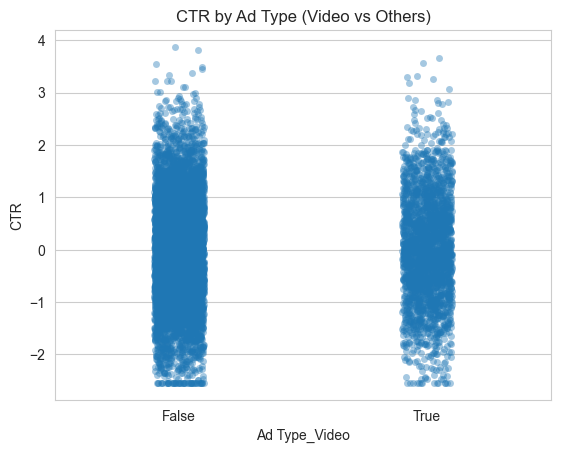 CTR by Ad Type (Video vs Others)
4
3
2
1
0
−1
−2
CTR
False True
Ad Type_Video